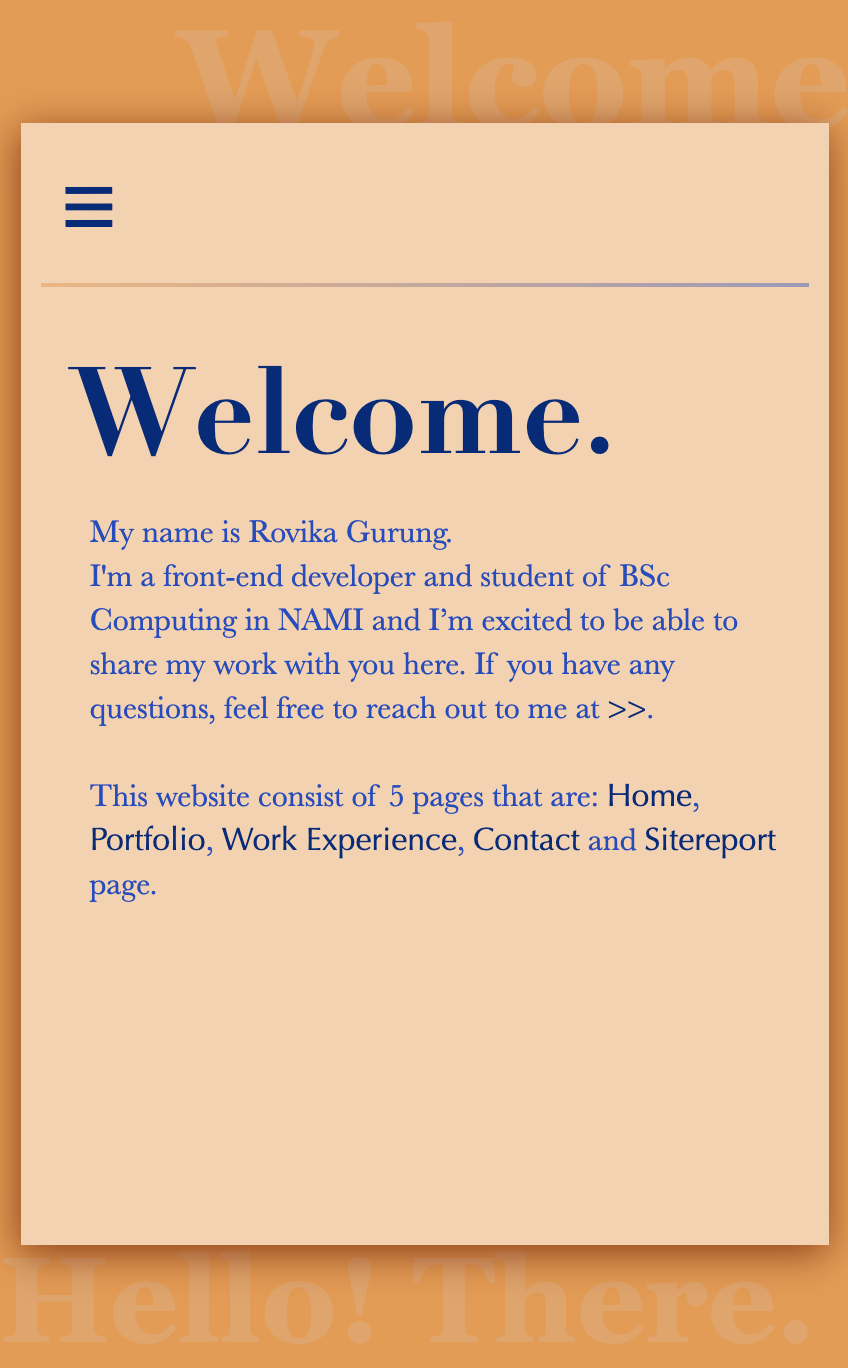 Welcome
Welcome.
My name is Rovika Gurung.
I'm a front-end developer and student of BSc
Computing in NAMI and I’m excited to be able to
share my work with you here. If you have any
questions, feel free to reach out to me at >>.
This website consist of 5 pages that are: Home,
Portfolio, Work Experience, Contact and Sitereport
page.
Hello! There.